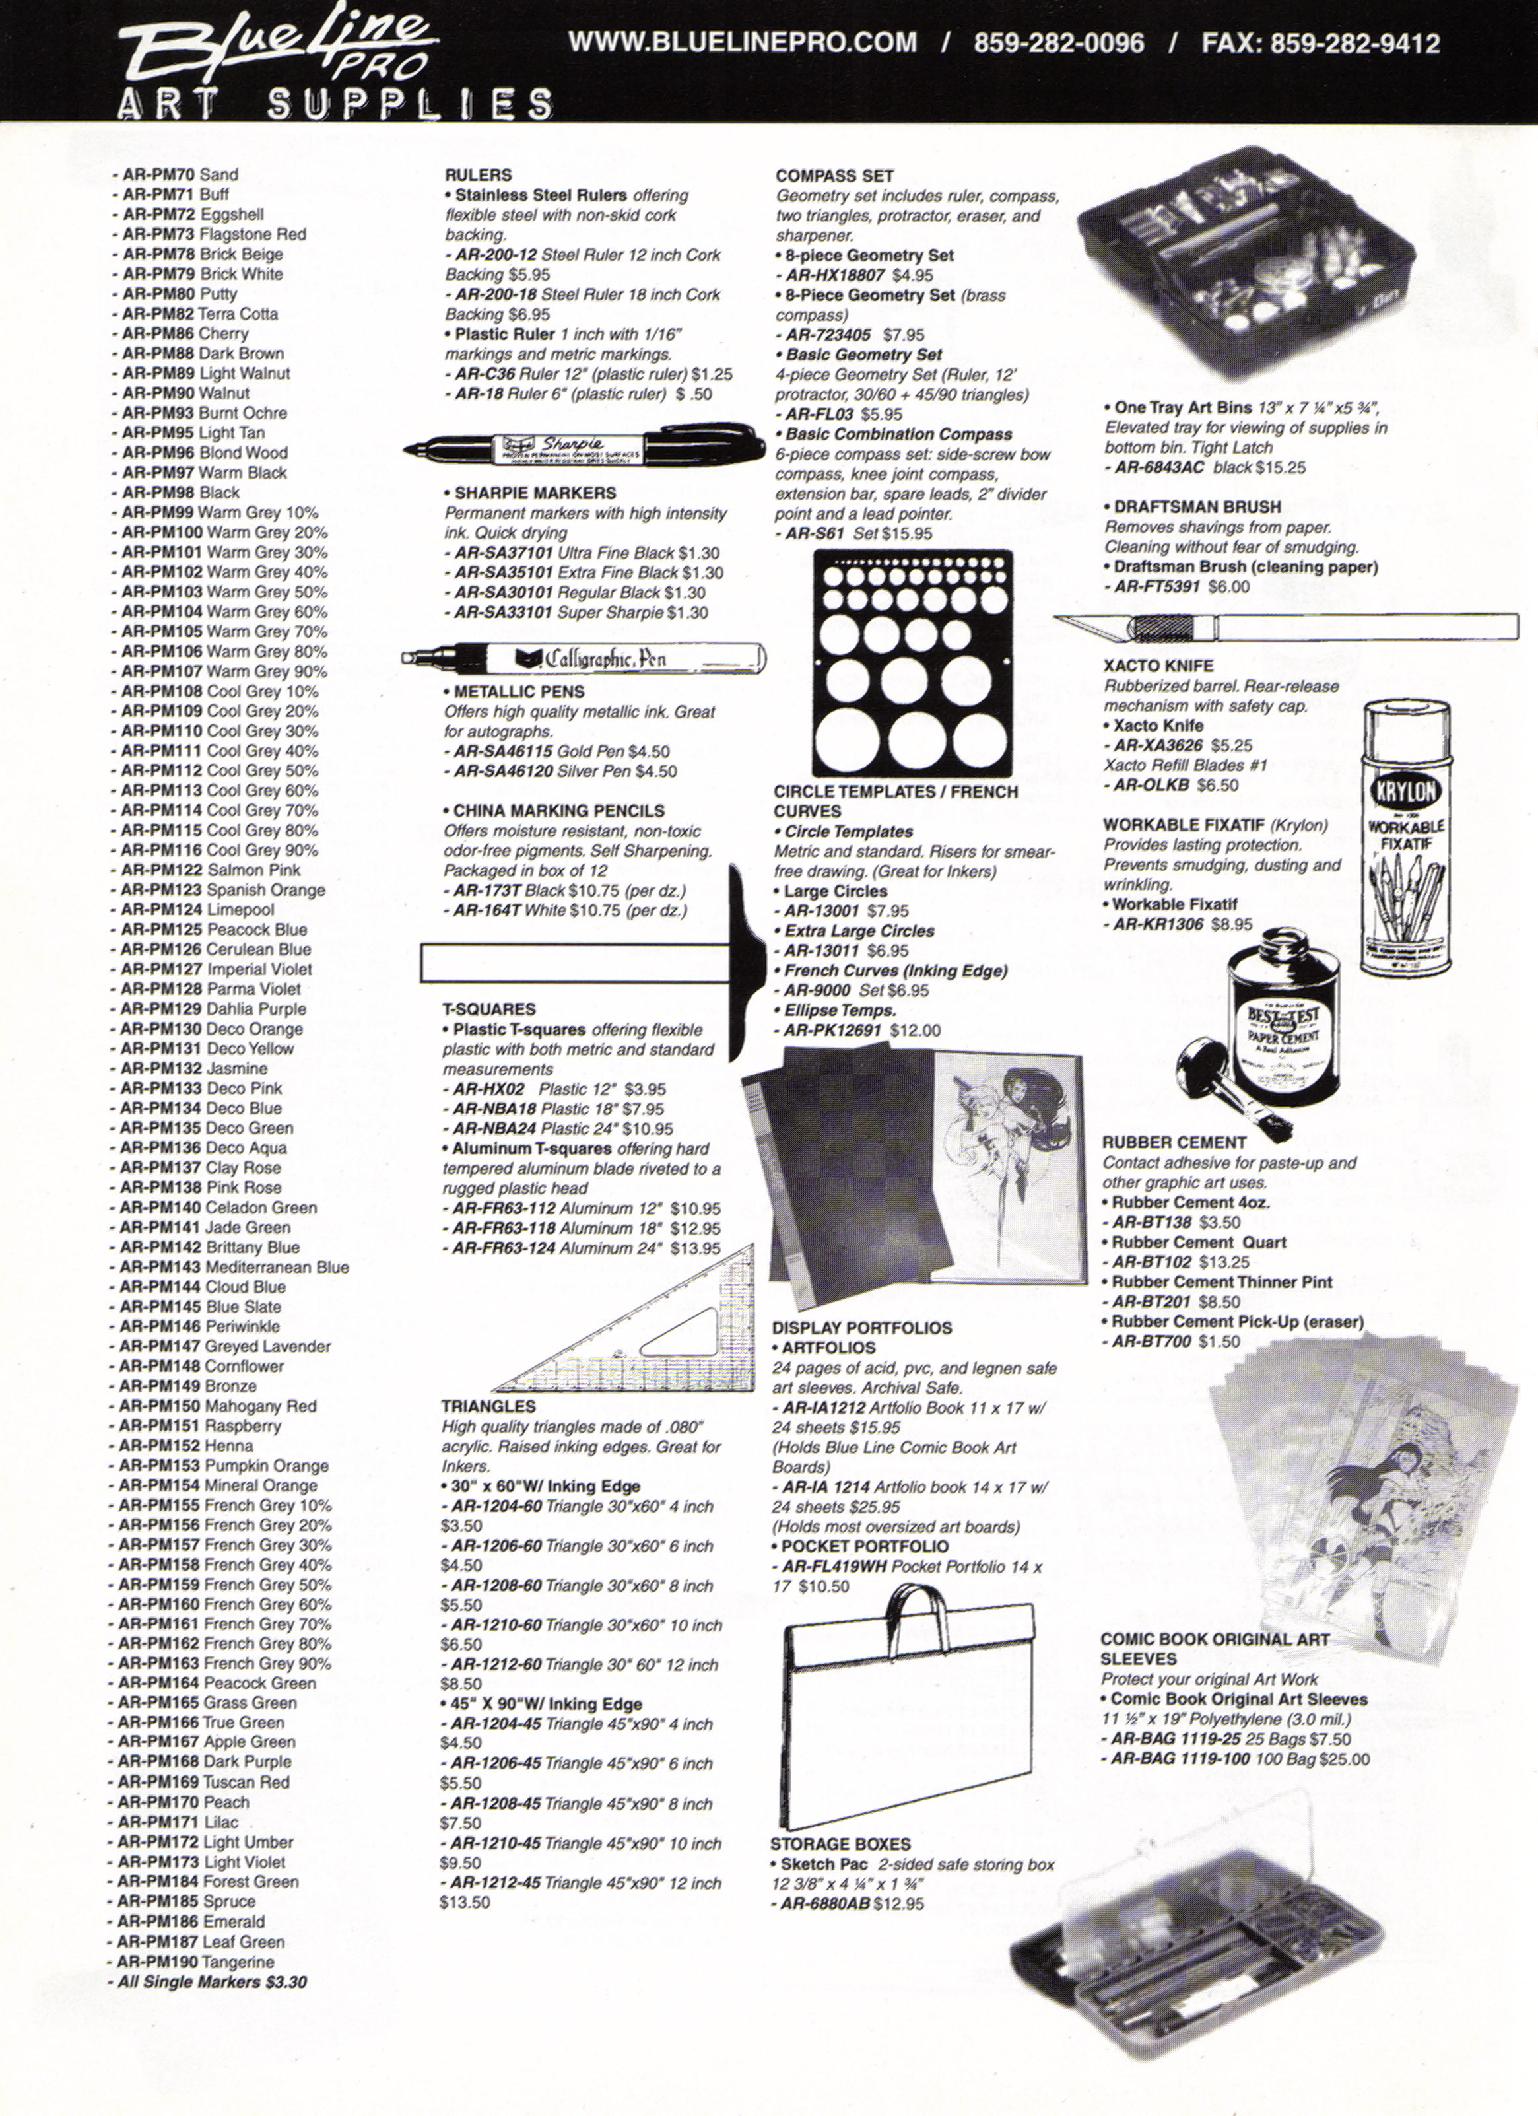 Blue Line
PRO
ART SUPPLIES
WWW.BLUELINEPRO.COM / 859-282-0096 / FAX: 859-282-9412
- AR-PM70 Sand
- AR-PM71 Buff
- AR-PM72 Eggshell
- AR-PM73 Flagstone Red
- AR-PM78 Brick Beige
- AR-PM79 Brick White
- AR-PM80 Putty
- AR-PM82 Terra Cotta
- AR-PM86 Cherry
- AR-PM88 Dark Brown
- AR-PM89 Light Walnut
- AR-PM90 Walnut
- AR-PM93 Burnt Ochre
- AR-PM95 Light Tan
- AR-PM96 Blond Wood
- AR-PM97 Warm Black
- AR-PM98 Black
- AR-PM99 Warm Grey 10%
- AR-PM100 Warm Grey 20%
- AR-PM101 Warm Grey 30%
- AR-PM102 Warm Grey 40%
- AR-PM103 Warm Grey 50%
- AR-PM104 Warm Grey 60%
- AR-PM105 Warm Grey 70%
- AR-PM106 Warm Grey 80%
- AR-PM107 Warm Grey 90%
- AR-PM108 Cool Grey 10%
- AR-PM109 Cool Grey 20%
- AR-PM110 Cool Grey 30%
- AR-PM111 Cool Grey 40%
- AR-PM112 Cool Grey 50%
- AR-PM113 Cool Grey 60%
- AR-PM114 Cool Grey 70%
- AR-PM115 Cool Grey 80%
- AR-PM116 Cool Grey 90%
- AR-PM122 Salmon Pink
- AR-PM123 Spanish Orange
- AR-PM124 Limepool
- AR-PM125 Peacock Blue
- AR-PM126 Cerulean Blue
- AR-PM127 Imperial Violet
- AR-PM128 Parma Violet
- AR-PM129 Dahlia Purple
- AR-PM130 Deco Orange
- AR-PM131 Deco Yellow
- AR-PM132 Jasmine
- AR-PM133 Deco Pink
- AR-PM134 Deco Blue
- AR-PM135 Deco Green
- AR-PM136 Deco Aqua
- AR-PM137 Clay Rose
- AR-PM138 Pink Rose
- AR-PM140 Celadon Green
- AR-PM141 Jade Green
- AR-PM142 Brittany Blue
- AR-PM143 Mediterranean Blue
- AR-PM144 Cloud Blue
- AR-PM145 Blue Slate
- AR-PM146 Periwinkle
- AR-PM147 Greyed Lavender
- AR-PM148 Cornflower
- AR-PM149 Bronze
- AR-PM150 Mahogany Red
- AR-PM151 Raspberry
- AR-PM152 Henna
- AR-PM153 Pumpkin Orange
- AR-PM154 Mineral Orange
- AR-PM155 French Grey 10%
- AR-PM156 French Grey 20%
- AR-PM157 French Grey 30%
- AR-PM158 French Grey 40%
- AR-PM159 French Grey 50%
- AR-PM160 French Grey 60%
- AR-PM161 French Grey 70%
- AR-PM162 French Grey 80%
- AR-PM163 French Grey 90%
- AR-PM164 Peacock Green
- AR-PM165 Grass Green
- AR-PM166 True Green
- AR-PM167 Apple Green
- AR-PM168 Dark Purple
- AR-PM169 Tuscan Red
- AR-PM170 Peach
- AR-PM171 Lilac
- AR-PM172 Light Umber
- AR-PM173 Light Violet
- AR-PM184 Forest Green
- AR-PM185 Spruce
- AR-PM186 Emerald
- AR-PM187 Leaf Green
- AR-PM190 Tangerine
- All Single Markers $3.30
RULERS
• Stainless Steel Rulers offering
flexible steel with non-skid cork
backing.
- AR-200-12 Steel Ruler 12 inch Cork
Backing $5.95
- AR-200-18 Steel Ruler 18 inch Cork
Backing $6.95
• Plastic Ruler 1 inch with 1/16"
markings and metric markings.
- AR-C36 Ruler 12" (plastic ruler) $1.25
- AR-18 Ruler 6" (plastic ruler) $ .50
Sharpie
• SHARPIE MARKERS
Permanent markers with high intensity
ink. Quick drying
- AR-SA37101 Ultra Fine Black $1.30
- AR-SA35101 Extra Fine Black $1.30
- AR-SA30101 Regular Black $1.30
- AR-SA33101 Super Sharpie $1.30
Calligraphic Pen
• METALLIC PENS
Offers high quality metallic ink. Great
for autographs.
- AR-SA46115 Gold Pen $4.50
- AR-SA46120 Silver Pen $4.50
• CHINA MARKING PENCILS
Offers moisture resistant, non-toxic
odor-free pigments. Self Sharpening.
Packaged in box of 12
- AR-173T Black $10.75 (per dz.)
- AR-164T White $10.75 (per dz.)
T-SQUARES
• Plastic T-squares offering flexible
plastic with both metric and standard
measurements
- AR-HX02 Plastic 12" $3.95
- AR-NBA18 Plastic 18" $7.95
- AR-NBA24 Plastic 24" $10.95
• Aluminum T-squares offering hard
tempered aluminum blade riveted to a
rugged plastic head
- AR-FR63-112 Aluminum 12" $10.95
- AR-FR63-118 Aluminum 18" $12.95
- AR-FR63-124 Aluminum 24" $13.95
TRIANGLES
High quality triangles made of .080"
acrylic. Raised inking edges. Great for
Inkers.
• 30" x 60"W/ Inking Edge
- AR-1204-60 Triangle 30"x60" 4 inch
$3.50
- AR-1206-60 Triangle 30"x60" 6 inch
$4.50
- AR-1208-60 Triangle 30"x60" 8 inch
$5.50
- AR-1210-60 Triangle 30"x60" 10 inch
$6.50
- AR-1212-60 Triangle 30" 60" 12 inch
$8.50
• 45" X 90"W/ Inking Edge
- AR-1204-45 Triangle 45"x90" 4 inch
$4.50
- AR-1206-45 Triangle 45"x90" 6 inch
$5.50
- AR-1208-45 Triangle 45"x90" 8 inch
$7.50
- AR-1210-45 Triangle 45"x90" 10 inch
$9.50
- AR-1212-45 Triangle 45"x90" 12 inch
$13.50
COMPASS SET
Geometry set includes ruler, compass,
two triangles, protractor, eraser, and
sharpener.
• 8-piece Geometry Set
- AR-HX18807 $4.95
• 8-Piece Geometry Set (brass
compass)
- AR-723405 $7.95
• Basic Geometry Set
4-piece Geometry Set (Ruler, 12'
protractor, 30/60 + 45/90 triangles)
- AR-FL03 $5.95
• Basic Combination Compass
6-piece compass set: side-screw bow
compass, knee joint compass,
extension bar, spare leads, 2" divider
point and a lead pointer.
- AR-S61 Set $15.95
CIRCLE TEMPLATES / FRENCH
CURVES
• Circle Templates
Metric and standard. Risers for smear-
free drawing. (Great for Inkers)
• Large Circles
- AR-13001 $7.95
• Extra Large Circles
- AR-13011 $6.95
• French Curves (Inking Edge)
- AR-9000 Set $6.95
• Ellipse Temps.
- AR-PK12691 $12.00
DISPLAY PORTFOLIOS
• ARTFOLIOS
24 pages of acid, pvc, and legnen safe
art sleeves. Archival Safe.
- AR-IA1212 Artfolio Book 11 x 17 w/
24 sheets $15.95
(Holds Blue Line Comic Book Art
Boards)
- AR-IA 1214 Artfolio book 14 x 17 w/
24 sheets $25.95
(Holds most oversized art boards)
• POCKET PORTFOLIO
- AR-FL419WH Pocket Portfolio 14 x
17 $10.50
STORAGE BOXES
• Sketch Pac 2-sided safe storing box
12 3/8" x 4 ¼" x 1 ¾"
- AR-6880AB $12.95
• One Tray Art Bins 13" x 7 ¼"x5 ¾",
Elevated tray for viewing of supplies in
bottom bin. Tight Latch
- AR-6843AC black $15.25
• DRAFTSMAN BRUSH
Removes shavings from paper.
Cleaning without fear of smudging.
• Draftsman Brush (cleaning paper)
- AR-FT5391 $6.00
XACTO KNIFE
Rubberized barrel. Rear-release
mechanism with safety cap.
• Xacto Knife
- AR-XA3626 $5.25
Xacto Refill Blades #1
- AR-OLKB $6.50
WORKABLE FIXATIF (Krylon)
Provides lasting protection.
Prevents smudging, dusting and
wrinkling.
• Workable Fixatif
- AR-KR1306 $8.95
KRYLON
WORKABLE
FIXATIF
BEST-TEST
PAPER CEMENT
RUBBER CEMENT
Contact adhesive for paste-up and
other graphic art uses.
• Rubber Cement 4oz.
- AR-BT138 $3.50
• Rubber Cement Quart
- AR-BT102 $13.25
• Rubber Cement Thinner Pint
- AR-BT201 $8.50
• Rubber Cement Pick-Up (eraser)
- AR-BT700 $1.50
COMIC BOOK ORIGINAL ART
SLEEVES
Protect your original Art Work
• Comic Book Original Art Sleeves
11 ½" x 19" Polyethylene (3.0 mil.)
- AR-BAG 1119-25 25 Bags $7.50
- AR-BAG 1119-100 100 Bag $25.00